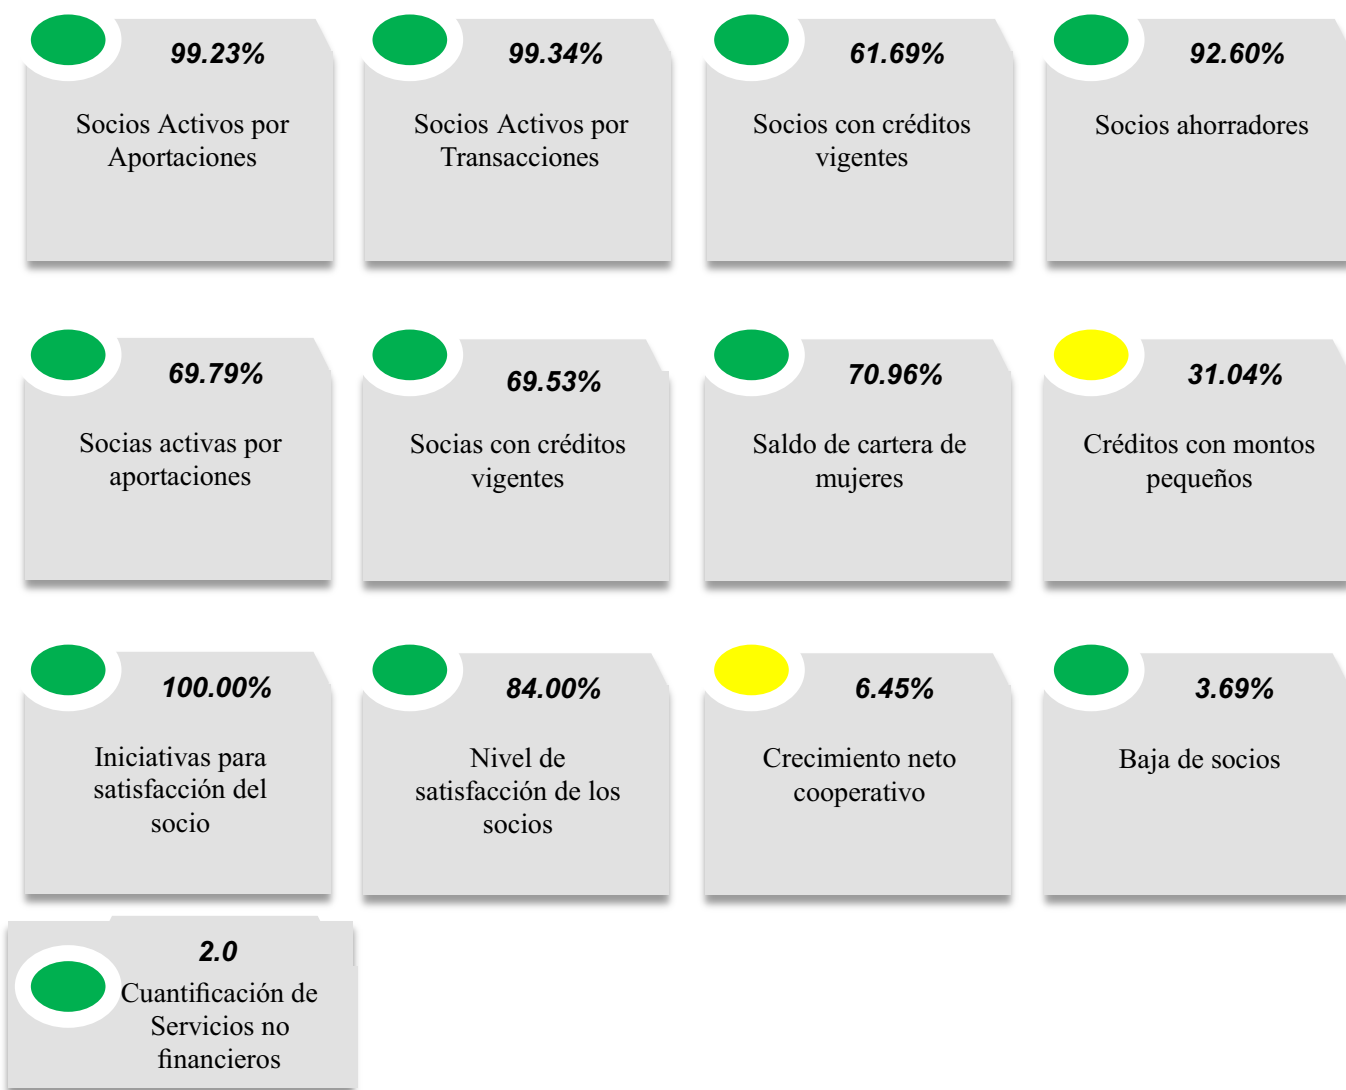 99.23%
Socios Activos por
Aportaciones
99.34%
Socios Activos por
Transacciones
61.69%
Socios con créditos
vigentes
92.60%
Socios ahorradores
69.79%
Socias activas por
aportaciones
69.53%
Socias con créditos
vigentes
70.96%
Saldo de cartera de
mujeres
31.04%
Créditos con montos
pequeños
100.00%
Iniciativas para
satisfacción del
socio
84.00%
Nivel de
satisfacción de los
socios
6.45%
Crecimiento neto
cooperativo
3.69%
Baja de socios
2.0
Cuantificación de
Servicios no
financieros